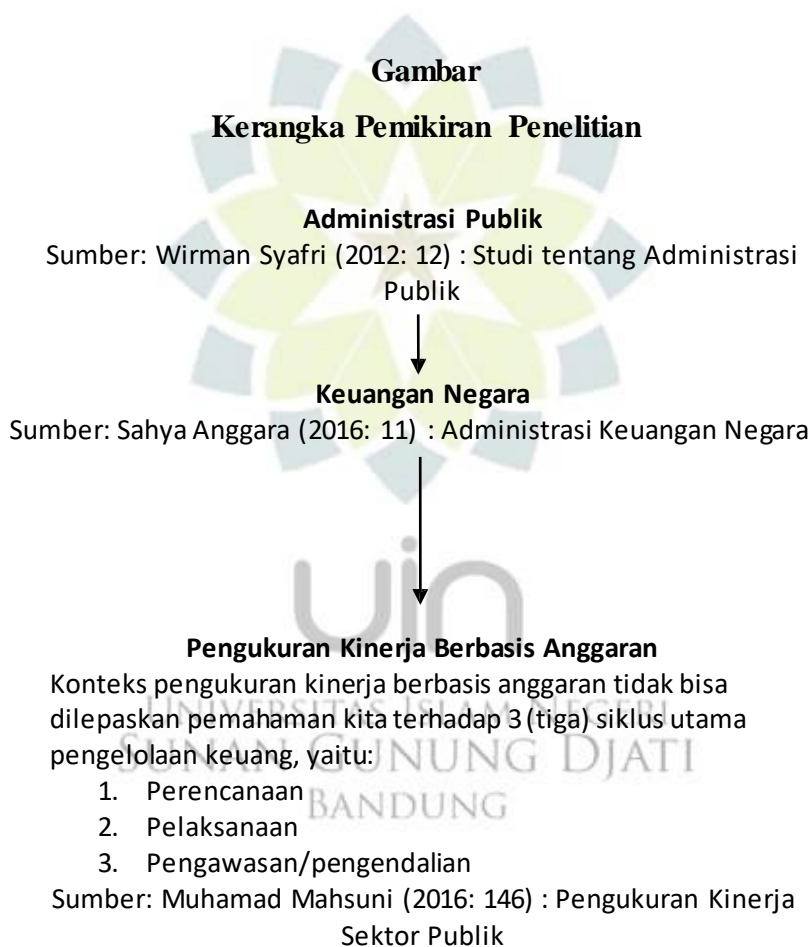 Gambar
Kerangka Pemikiran Penelitian
Administrasi Publik
Sumber: Wirman Syafri (2012: 12) : Studi tentang Administrasi
Publik
Keuangan Negara
Sumber: Sahya Anggara (2016: 11) : Administrasi Keuangan Negara
uin
Pengukuran Kinerja Berbasis Anggaran
Konteks pengukuran kinerja berbasis anggaran tidak bisa
UNIVERSITAS ISLAM NEGERI
dilepaskan pemahaman kita terhadap 3 (tiga) siklus utama
SUNAN GUNUNG DJATI
pengelolaan keuang, yaitu:
1. Perencanaan
BANDUNG
2. Pelaksanaan
3. Pengawasan/pengendalian
Sumber: Muhamad Mahsuni (2016: 146) : Pengukuran Kinerja
Sektor Publik